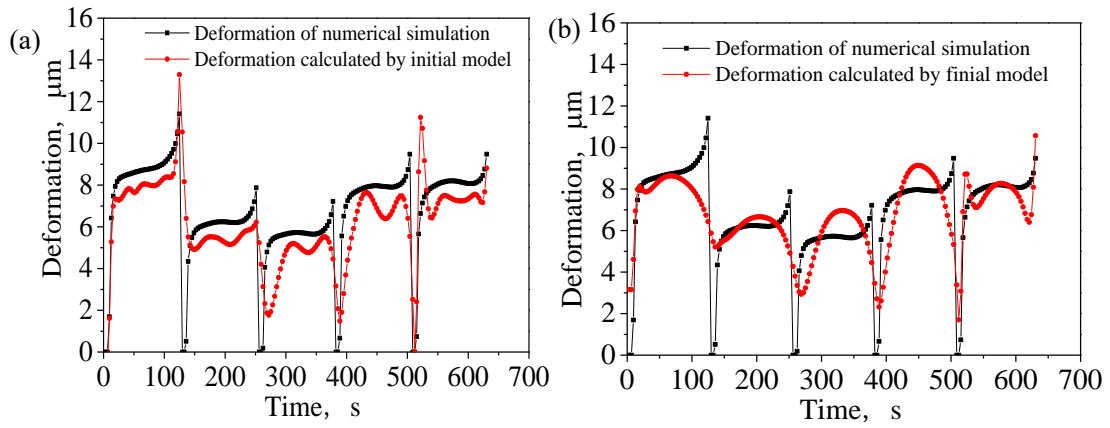 (a)
Deformation of numerical simulation
Deformation calculated by initial model
16
14
12
10
8
6
4
2
0
Deformation, μm
0 100 200 300 400 500 600 700
Time, s
(b)
Deformation of numerical simulation
Deformation calculated by finial model
16
14
12
10
8
6
4
2
0
Deformation, μm
0 100 200 300 400 500 600 700
Time, s